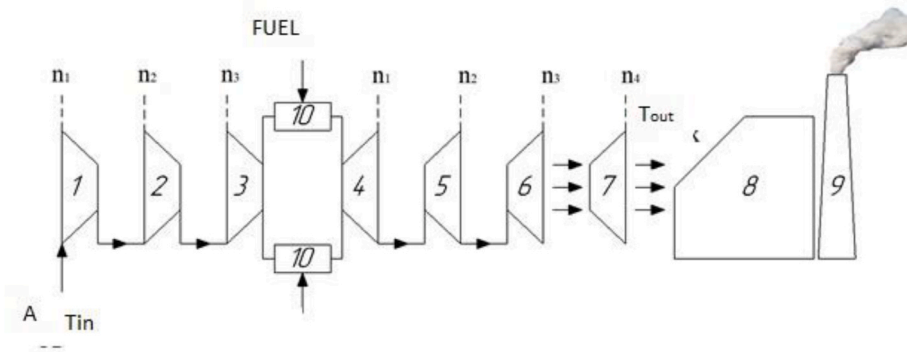 FUEL
n₁ n₂ n₃ n₁ n₂ n₃ n₄
10 Tout
1 2 3 4 5 6 7 8 9
10
A Tin